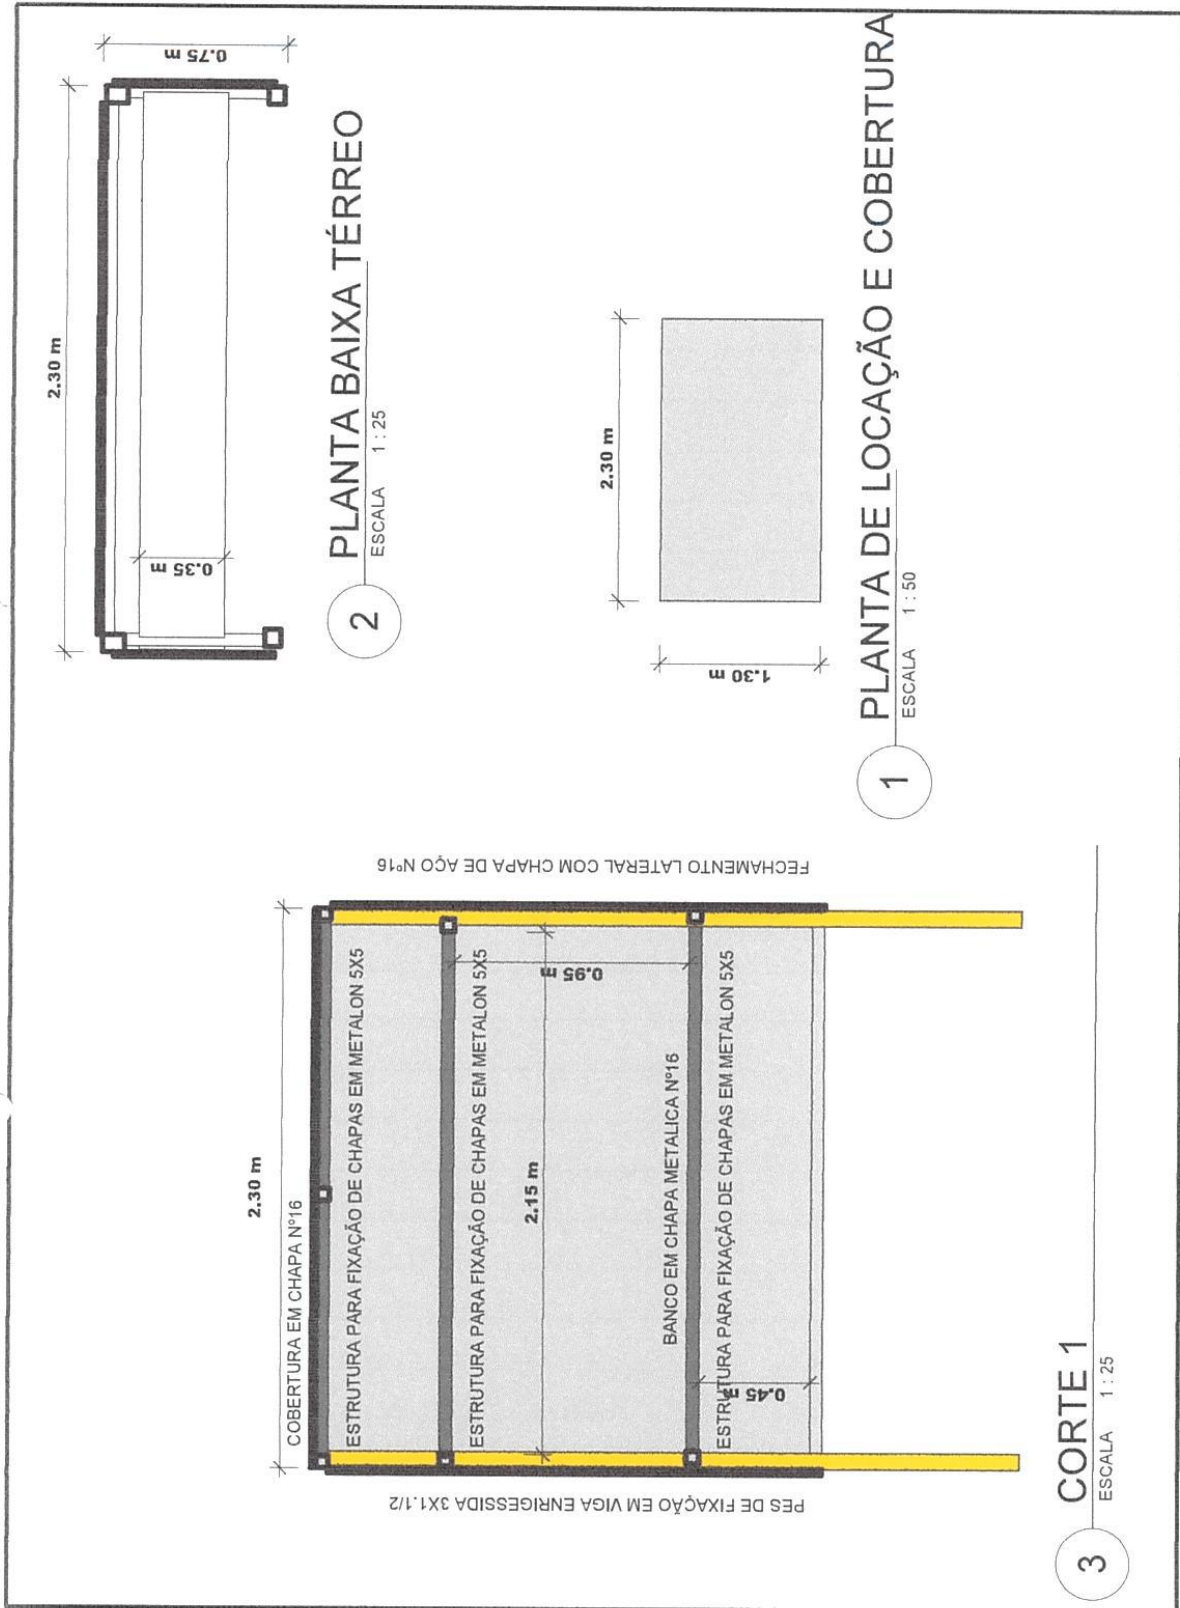 2.30 m
0.75 m
0.35 m
2
PLANTA BAIXA TÉRREO
ESCALA 1 : 25
2.30 m
1.30 m
1
PLANTA DE LOCAÇÃO E COBERTURA
ESCALA 1 : 50
2.30 m
COBERTURA EM CHAPA Nº16
ESTRUTURA PARA FIXAÇÃO DE CHAPAS EM METALON 5X5
ESTRUTURA PARA FIXAÇÃO DE CHAPAS EM METALON 5X5
0.95 m
2.15 m
BANCO EM CHAPA METALICA Nº16
ESTRUTURA PARA FIXAÇÃO DE CHAPAS EM METALON 5X5
0.45 m
PES DE FIXAÇÃO EM VIGA ENRIGESSIDA 3X1.1/2
FECHAMENTO LATERAL COM CHAPA DE AÇO Nº16
3
CORTE 1
ESCALA 1 : 25